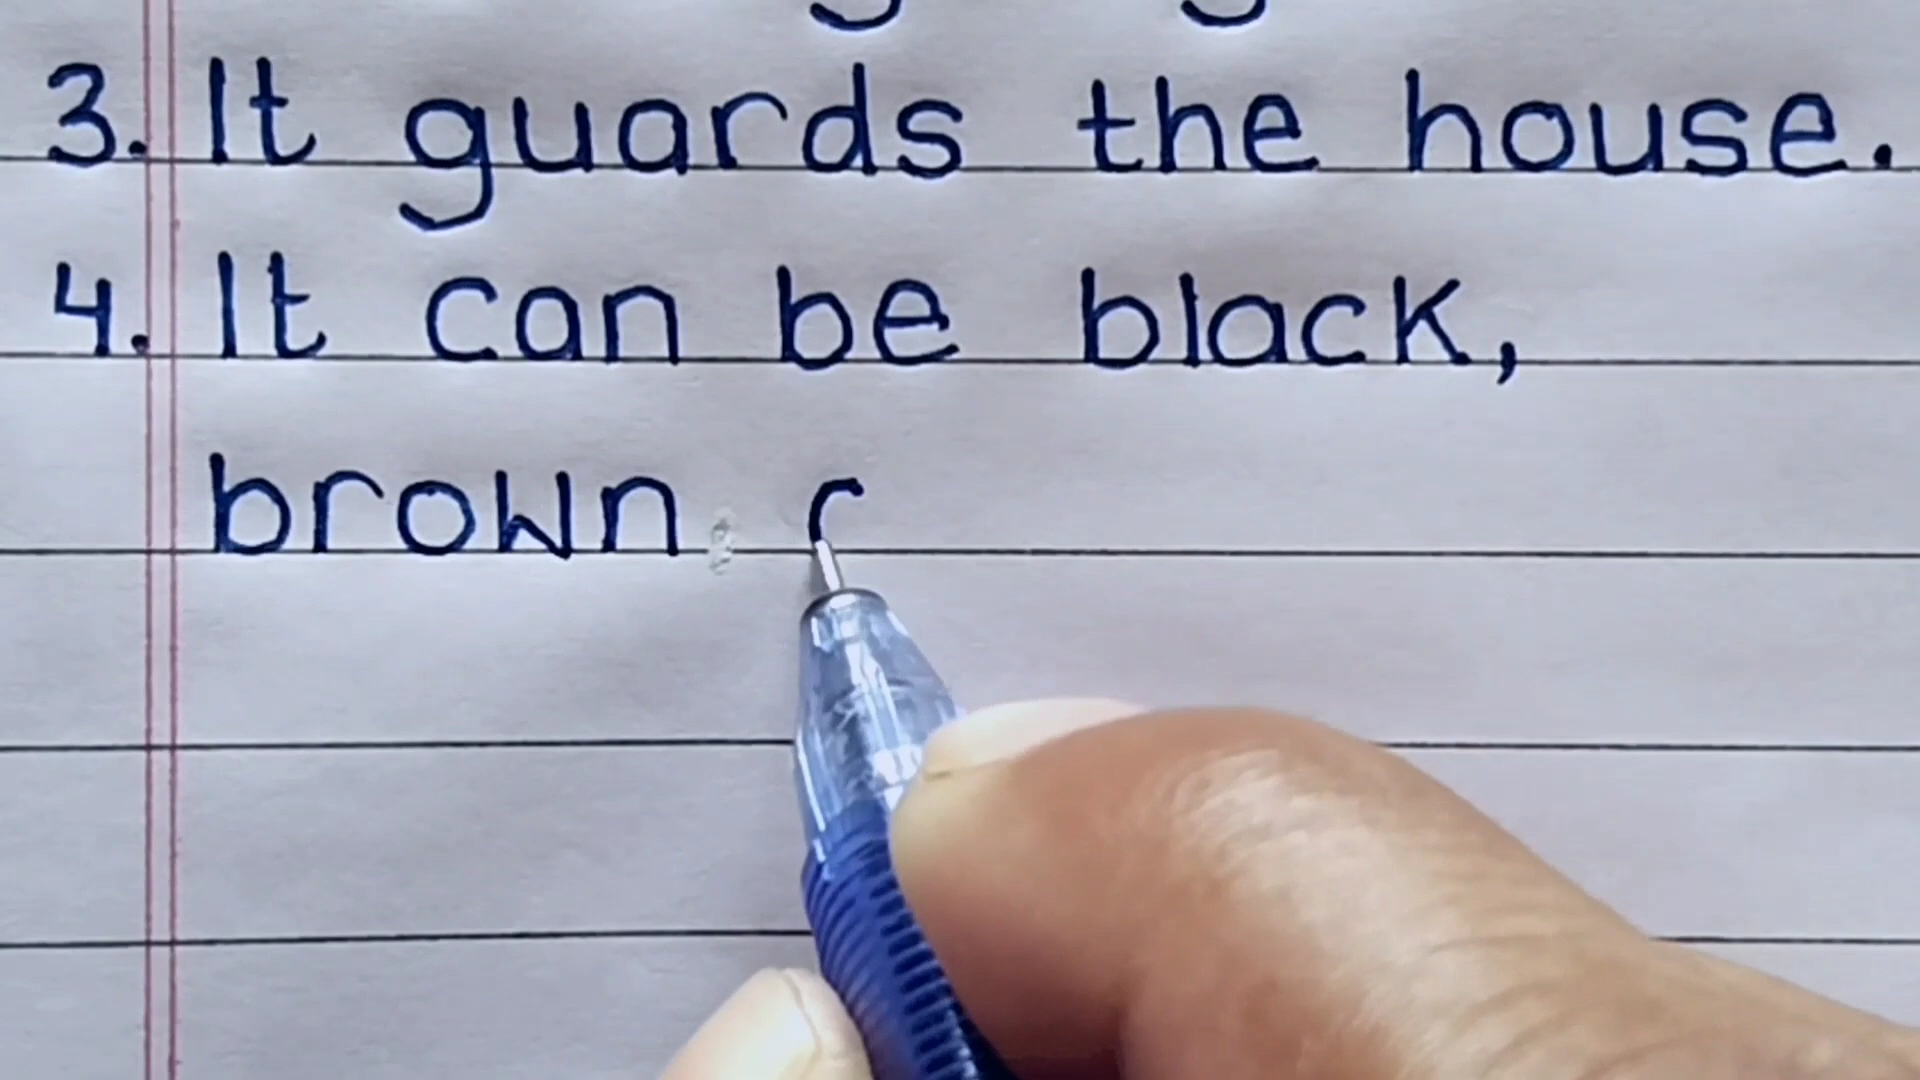 3. It guards the house.
4. It can be black,
brown